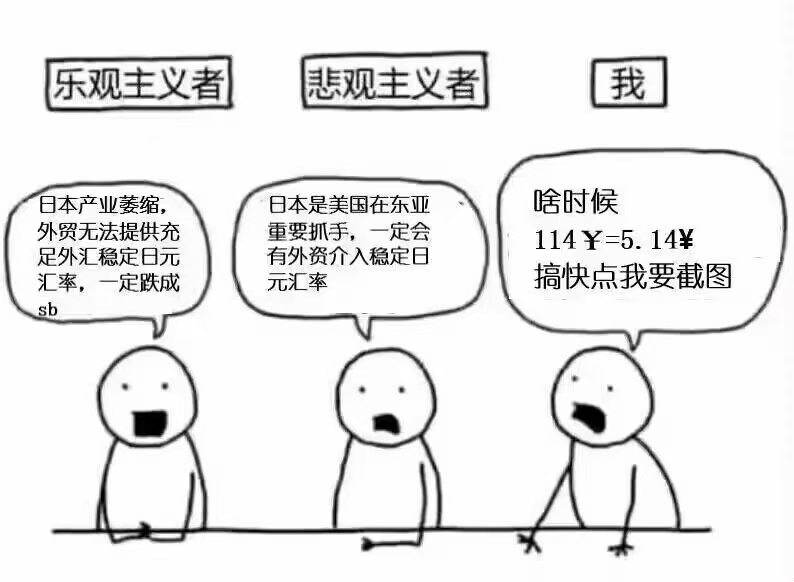 乐观主义者
悲观主义者
我
日本产业萎缩,
外贸无法提供充
足外汇稳定日元
汇率，一定跌成
sb
日本是美国在东亚
重要抓手，一定会
有外资介入稳定日
元汇率
啥时候
114￥=5.14¥
搞快点我要截图